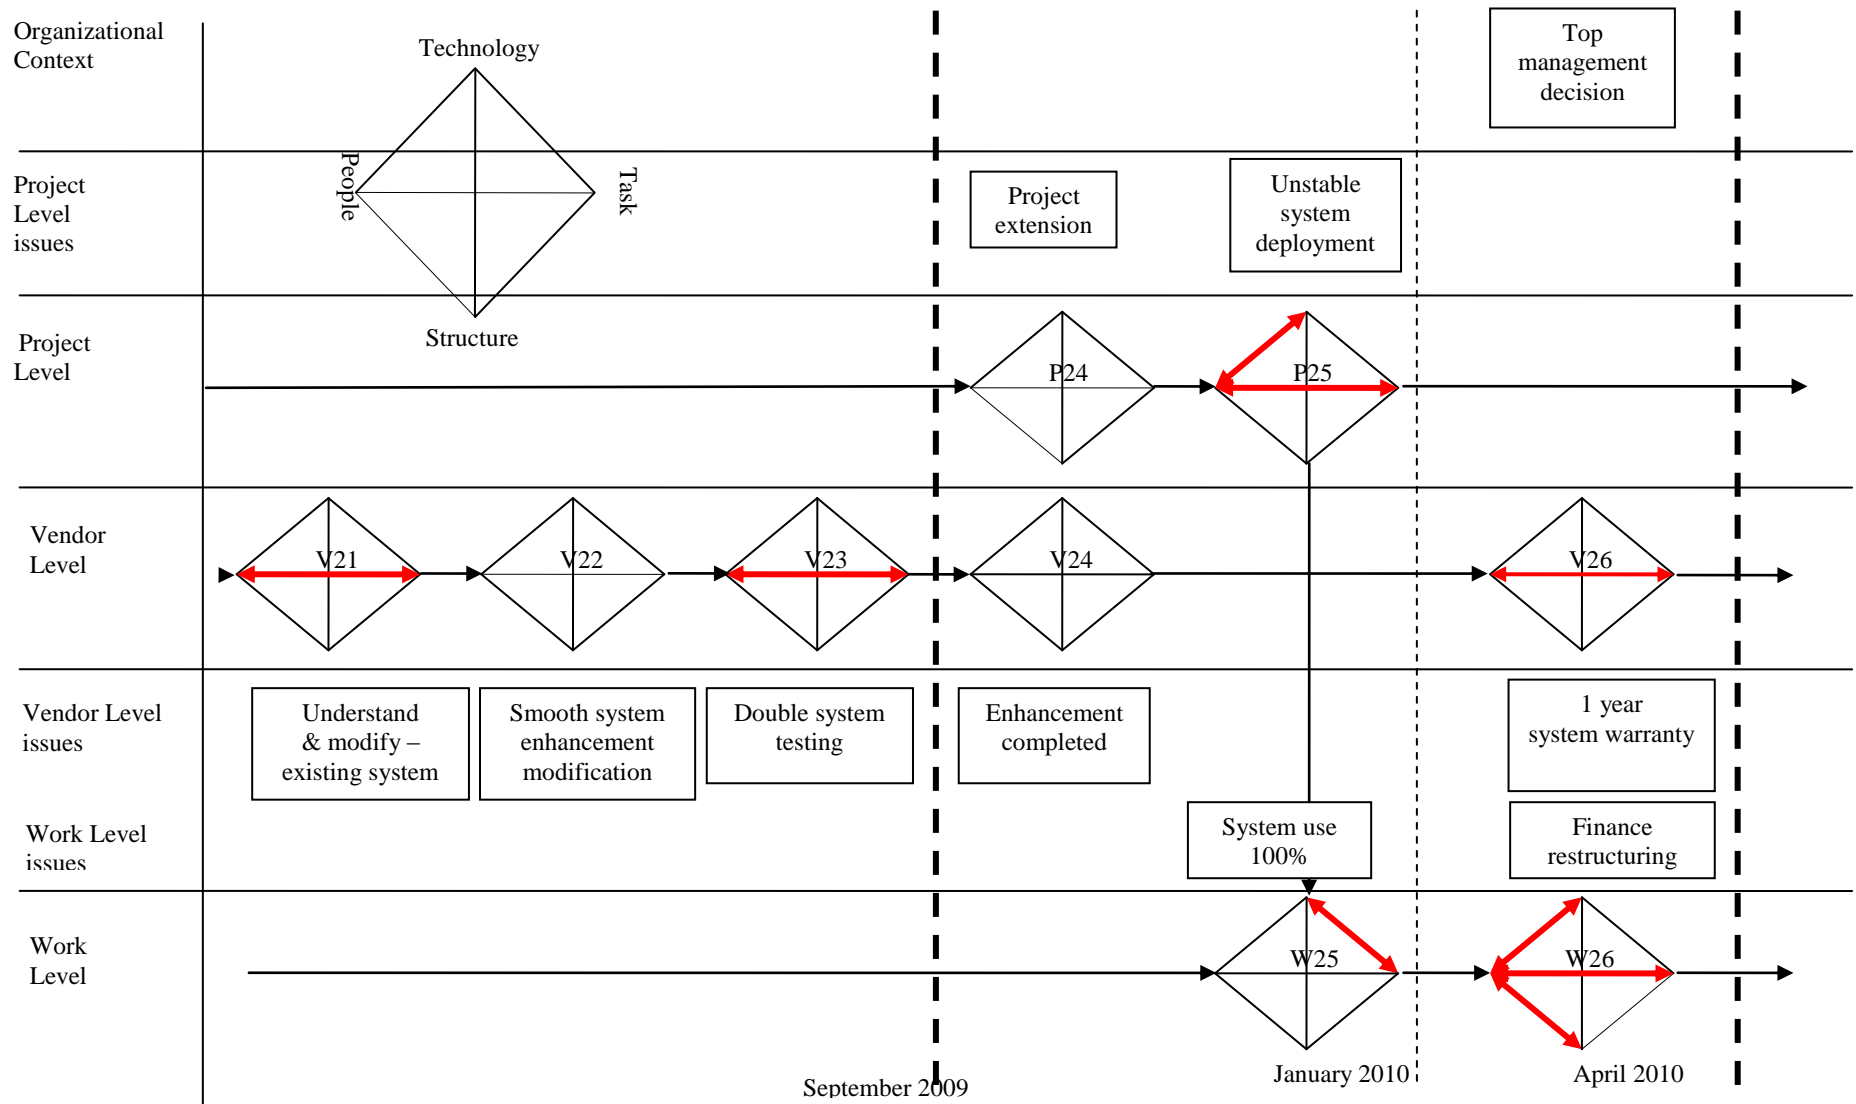 Organizational
Context
Technology
Top
management
decision
People
Task
Project
Level
issues
Project
extension
Unstable
system
deployment
Structure
Project
Level
P24
P25
Vendor
Level
V21
V22
V23
V24
V26
Vendor Level
issues
Understand
& modify –
existing system
Smooth system
enhancement
modification
Double system
testing
Enhancement
completed
1 year
system warranty
Work Level
issues
System use
100%
Finance
restructuring
Work
Level
W25
W26
September 2009
January 2010
April 2010